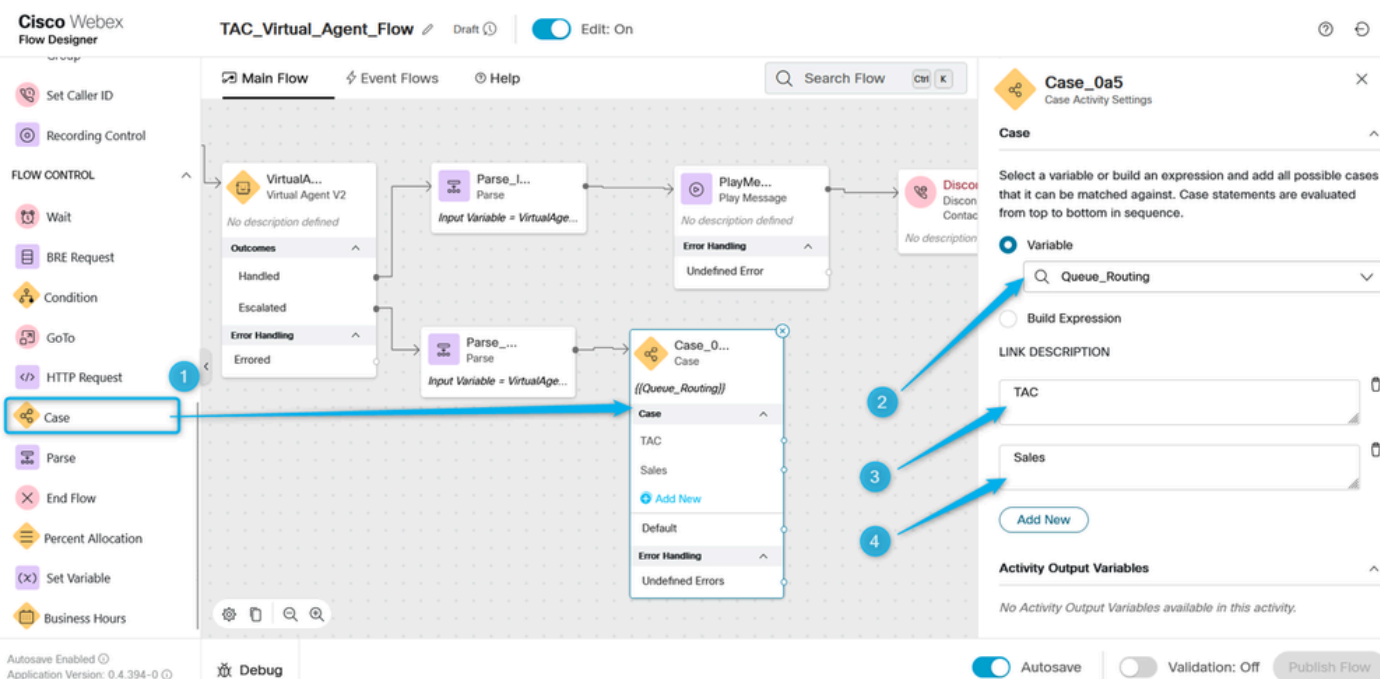 Cisco Webex
Flow Designer
TAC_Virtual_Agent_Flow
Draft
Edit: On
Set Caller ID
Recording Control
FLOW CONTROL
Wait
BRE Request
Condition
GoTo
HTTP Request
1
Case
Parse
End Flow
Percent Allocation
(x) Set Variable
Business Hours
Autosave Enabled
Application Version: 0.4.394-0
Main Flow
Event Flows
Help
Search Flow
Ctrl K
VirtualA...
Virtual Agent V2
No description defined
Outcomes
Handled
Escalated
Error Handling
Errored
Parse_I...
Parse
Input Variable = VirtualAge...
PlayMe...
Play Message
No description defined
Error Handling
Undefined Error
Discon
Contac
No description
Parse_...
Parse
Input Variable = VirtualAge...
Case_0...
Case
{{Queue_Routing}}
Case
TAC
Sales
Add New
Default
Error Handling
Undefined Errors
Debug
Case_0a5
Case Activity Settings
Case
Select a variable or build an expression and add all possible cases
that it can be matched against. Case statements are evaluated
from top to bottom in sequence.
Variable
Queue_Routing
Build Expression
2
LINK DESCRIPTION
TAC
3
Sales
4
Add New
Activity Output Variables
No Activity Output Variables available in this activity.
Autosave
Validation: Off
Publish Flow